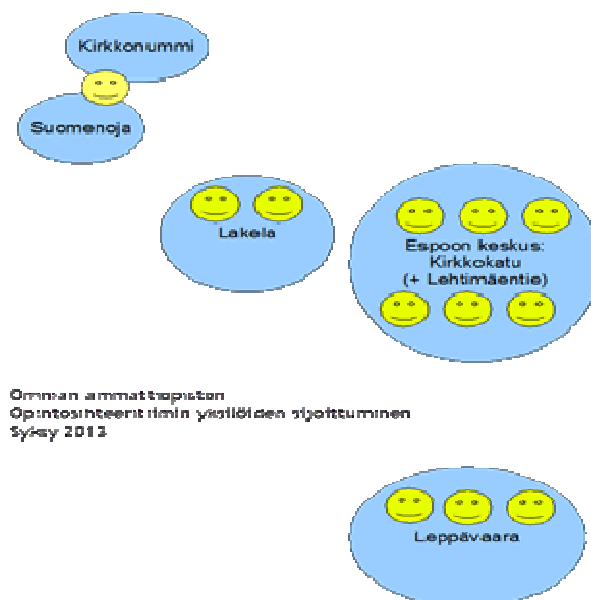 Kirkkonummi
Suomenoja
Lakela
Espoon keskus:
Kirkkokatu
(+ Lehtimäentie)
Omnian ammattiopiston
Opintosihteeritiimin yksilöiden sijoittuminen
Syksy 2013
Leppävaara